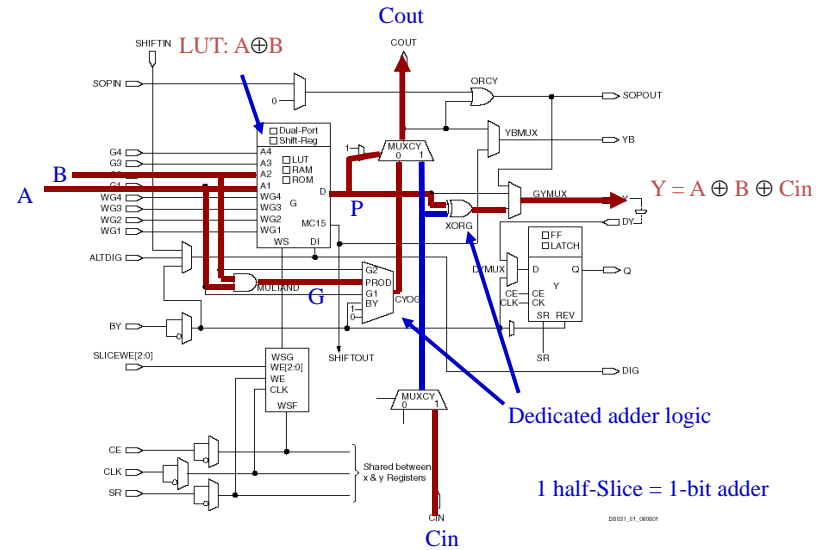 Cout
SHIFTIN
LUT: A⊕B
COUT
ORCY
SOPIN
0
SOPOUT
Dual-Port
Shift-Reg
YBMUX
YB
1
MUXCY
0 1
G4
G3
G1
WG4
WG3
WG2
WG1
A4
A3
A2
A1
WG4
WG3
WG2
WG1
LUT
RAM
ROM
D
G
MC15
WS DI
B
A
P
GYMUX
Y
Y = A ⊕ B ⊕ Cin
XORG
DY
ALTDIG
MULTAND
G
G2
PROD
G1
BY
CYOG
1
0
DYMUX
FF
LATCH
D Q
Y
Q
CE
CLK
CE
CK
SR REV
BY
SR
SLICEWE[2:0]
WSG
WE[2:0]
WE
CLK
WSF
SHIFTOUT
DIG
MUXCY
0 1
Dedicated adder logic
CE
CLK
SR
Shared between
x & y Registers
1 half-Slice = 1-bit adder
CIN
DS031_01_080601
Cin